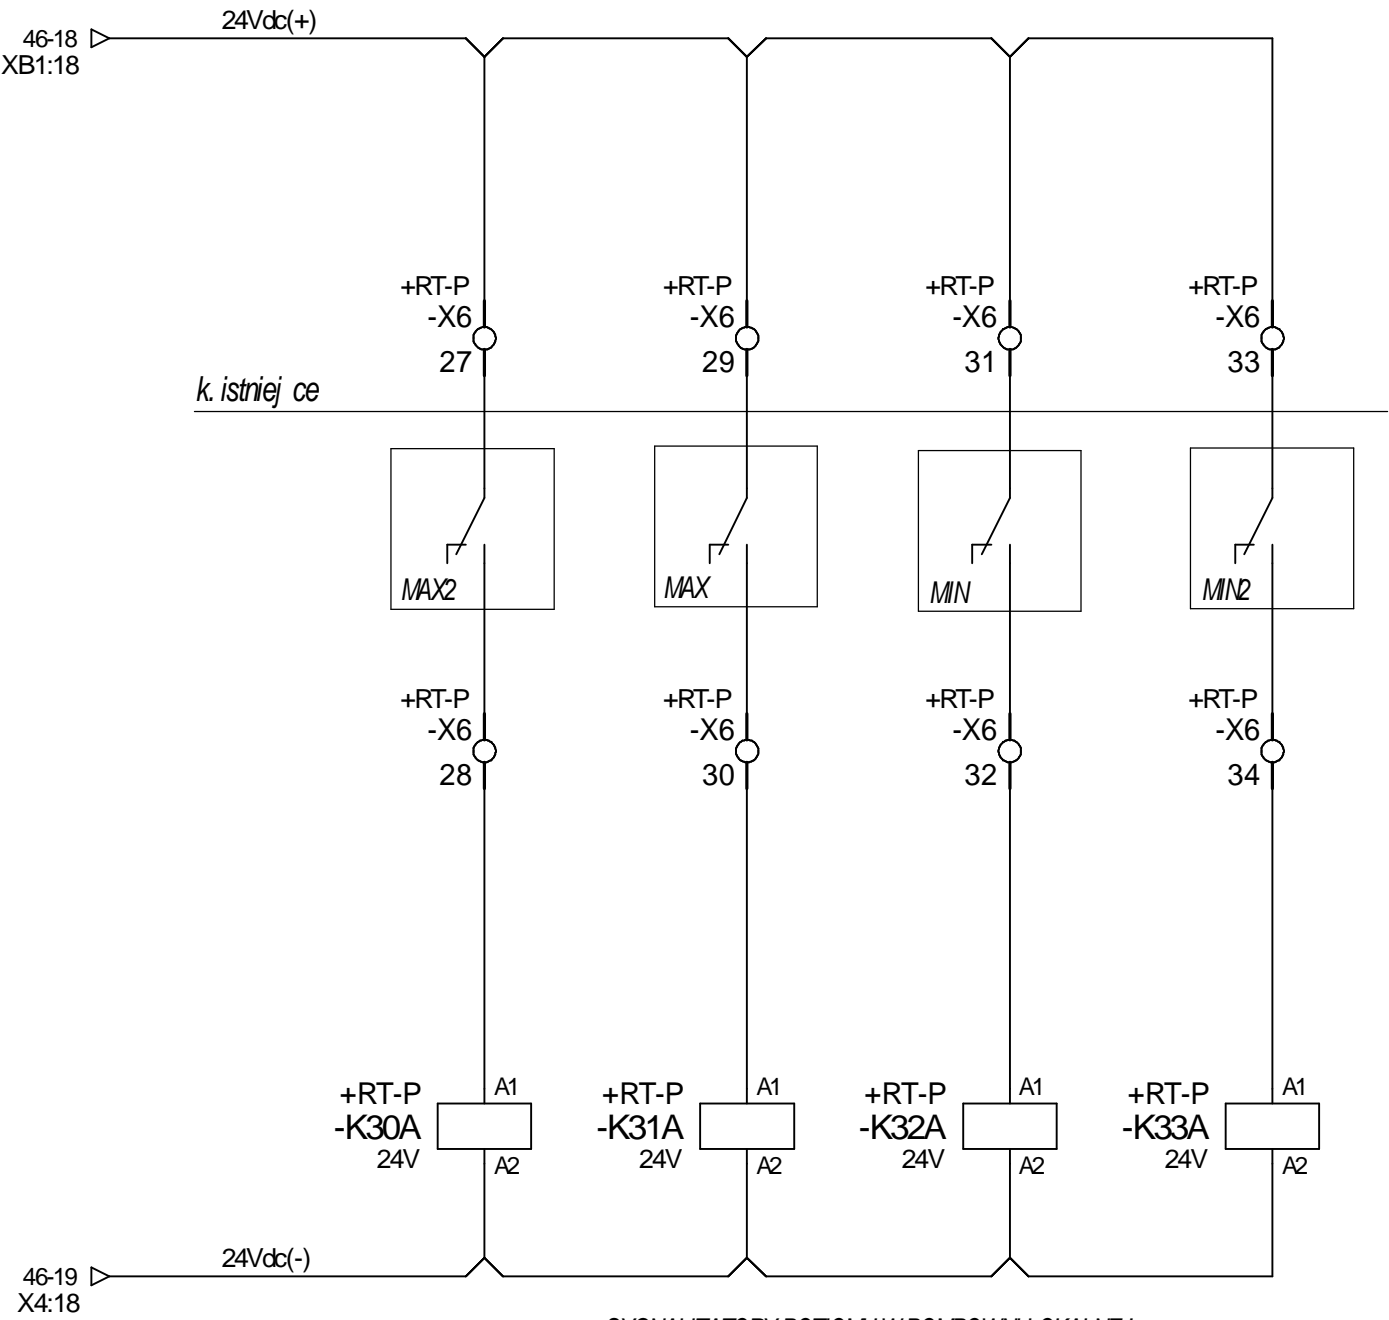 24Vdc(+)
46-18
XB1:18
+RT-P +RT-P +RT-P +RT-P
-X6 -X6 -X6 -X6
27 29 31 33
k. istniej ce
MAX2 MAX MIN MIN2
+RT-P +RT-P +RT-P +RT-P
-X6 -X6 -X6 -X6
28 30 32 34
A1 A1 A1 A1
+RT-P +RT-P +RT-P +RT-P
-K30A -K31A -K32A -K33A
24V 24V 24V 24V
A2 A2 A2 A2
24Vdc(-)
46-19
X4:18